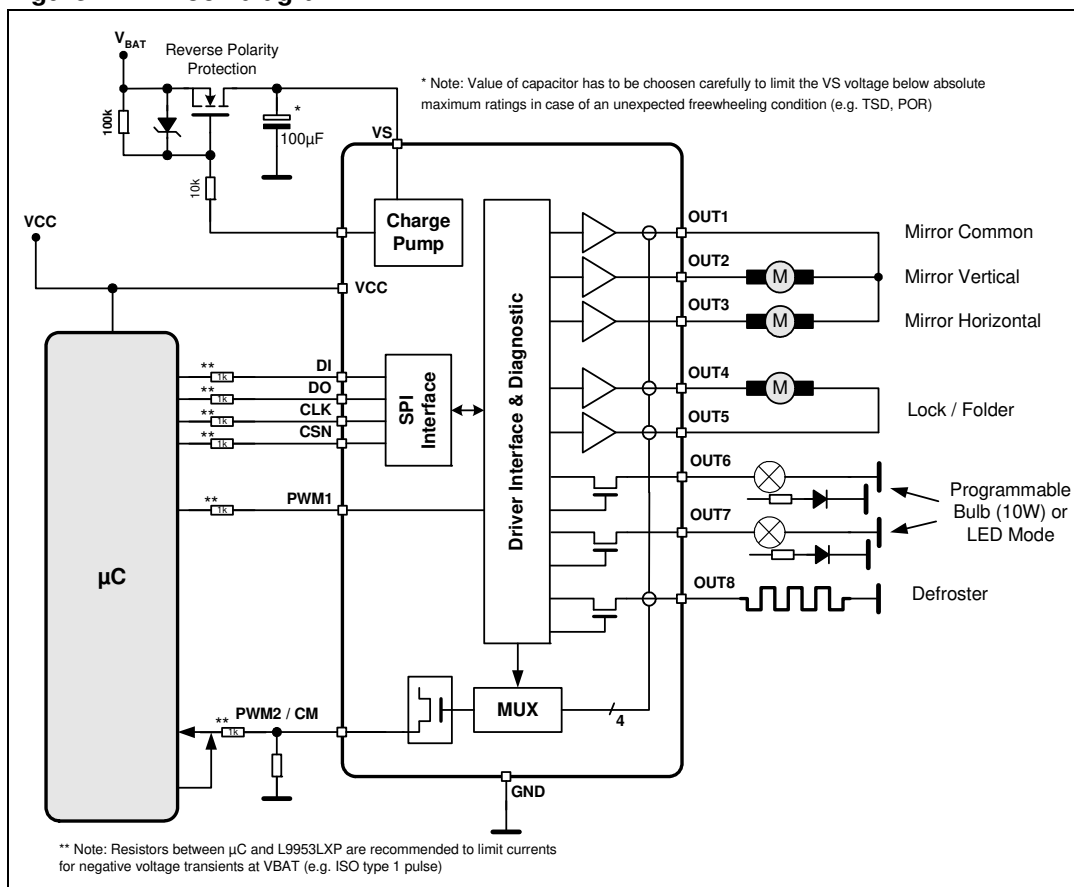 V_BAT
Reverse Polarity
Protection
* Note: Value of capacitor has to be choosen carefully to limit the VS voltage below absolute
maximum ratings in case of an unexpected freewheeling condition (e.g. TSD, POR)
100k
*
100µF
VS
10k
VCC
Charge
Pump
VCC
OUT1
Mirror Common
OUT2
M
Mirror Vertical
OUT3
M
Mirror Horizontal
OUT4
M
OUT5
Lock / Folder
µC
** 1k DI
** 1k DO
** 1k CLK
** 1k CSN
SPI
Interface
Driver Interface & Diagnostic
** 1k PWM1
OUT6
OUT7
Programmable
Bulb (10W) or
LED Mode
OUT8
Defroster
** 1k PWM2 / CM
MUX
4
GND
** Note: Resistors between µC and L9953LXP are recommended to limit currents
for negative voltage transients at VBAT (e.g. ISO type 1 pulse)